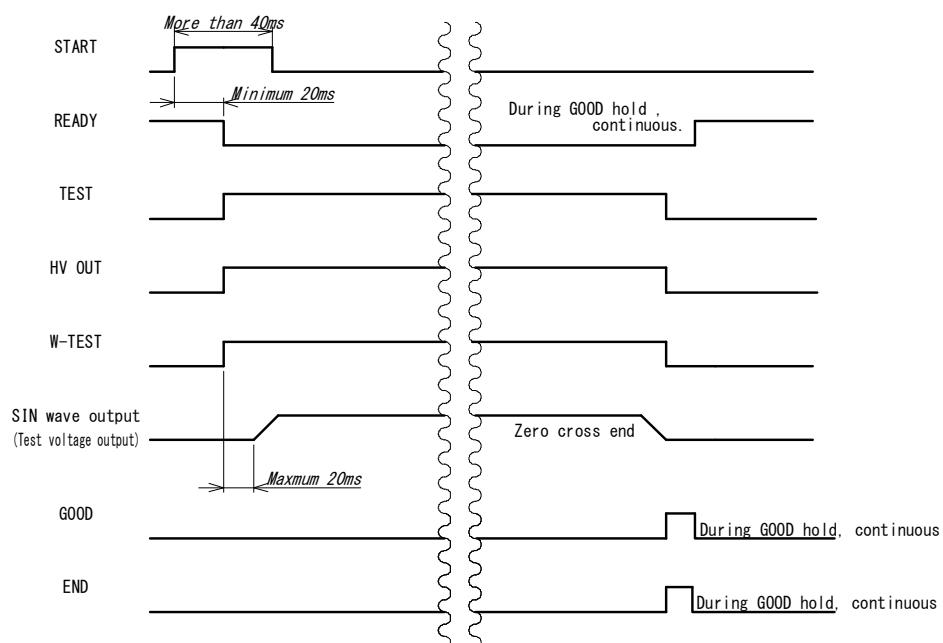 More than 40ms
START
Minimum 20ms
READY
During GOOD hold ,
continuous.
TEST
HV OUT
W-TEST
SIN wave output
(Test voltage output)
Zero cross end
Maxmum 20ms
GOOD
During GOOD hold, continuous
END
During GOOD hold, continuous